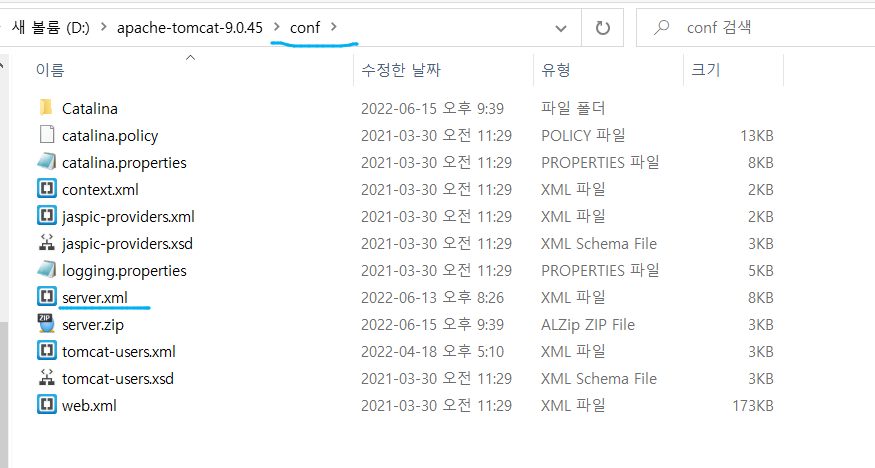 새 볼륨 (D:) > apache-tomcat-9.0.45 > conf > conf 검색
이름 수정한 날짜 유형 크기
Catalina 2022-06-15 오후 9:39 파일 폴더
catalina.policy 2021-03-30 오전 11:29 POLICY 파일 13KB
catalina.properties 2021-03-30 오전 11:29 PROPERTIES 파일 8KB
context.xml 2021-03-30 오전 11:29 XML 파일 2KB
jaspic-providers.xml 2021-03-30 오전 11:29 XML 파일 2KB
jaspic-providers.xsd 2021-03-30 오전 11:29 XML Schema File 3KB
logging.properties 2021-03-30 오전 11:29 PROPERTIES 파일 5KB
server.xml 2022-06-13 오후 8:26 XML 파일 8KB
ZIP server.zip 2022-06-15 오후 9:39 ALZip ZIP File 3KB
tomcat-users.xml 2022-04-18 오후 5:10 XML 파일 3KB
tomcat-users.xsd 2021-03-30 오전 11:29 XML Schema File 3KB
web.xml 2021-03-30 오전 11:29 XML 파일 173KB